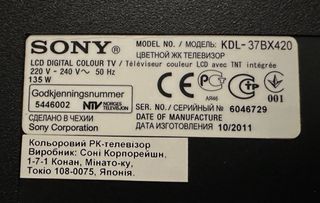 SONY MODEL NO. / МОДЕЛЬ: KDL-37BX420
ЦВЕТНОЙ ЖК ТЕЛЕВИЗОР
LCD DIGITAL COLOUR TV / Téléviseur couleur LCD avec TNT intégrée
220 V - 240 V~ 50 Hz
135 W
Godkjenningsnummer
5446002 NTV NORGES TELEVISJON
AЯ46
001
SER. NO. / СЕРИЙНЫЙ № 6046729
СДЕЛАНО В ЧЕХИИ DATE OF MANUFACTURE
Sony Corporation ДАТА ИЗГОТОВЛЕНИЯ 10/2011
Кольоровий РК-телевізор
Виробник: Соні Корпорейшн.
1-7-1 Конан, Мінато-ку,
Токіо 108-0075, Японія.